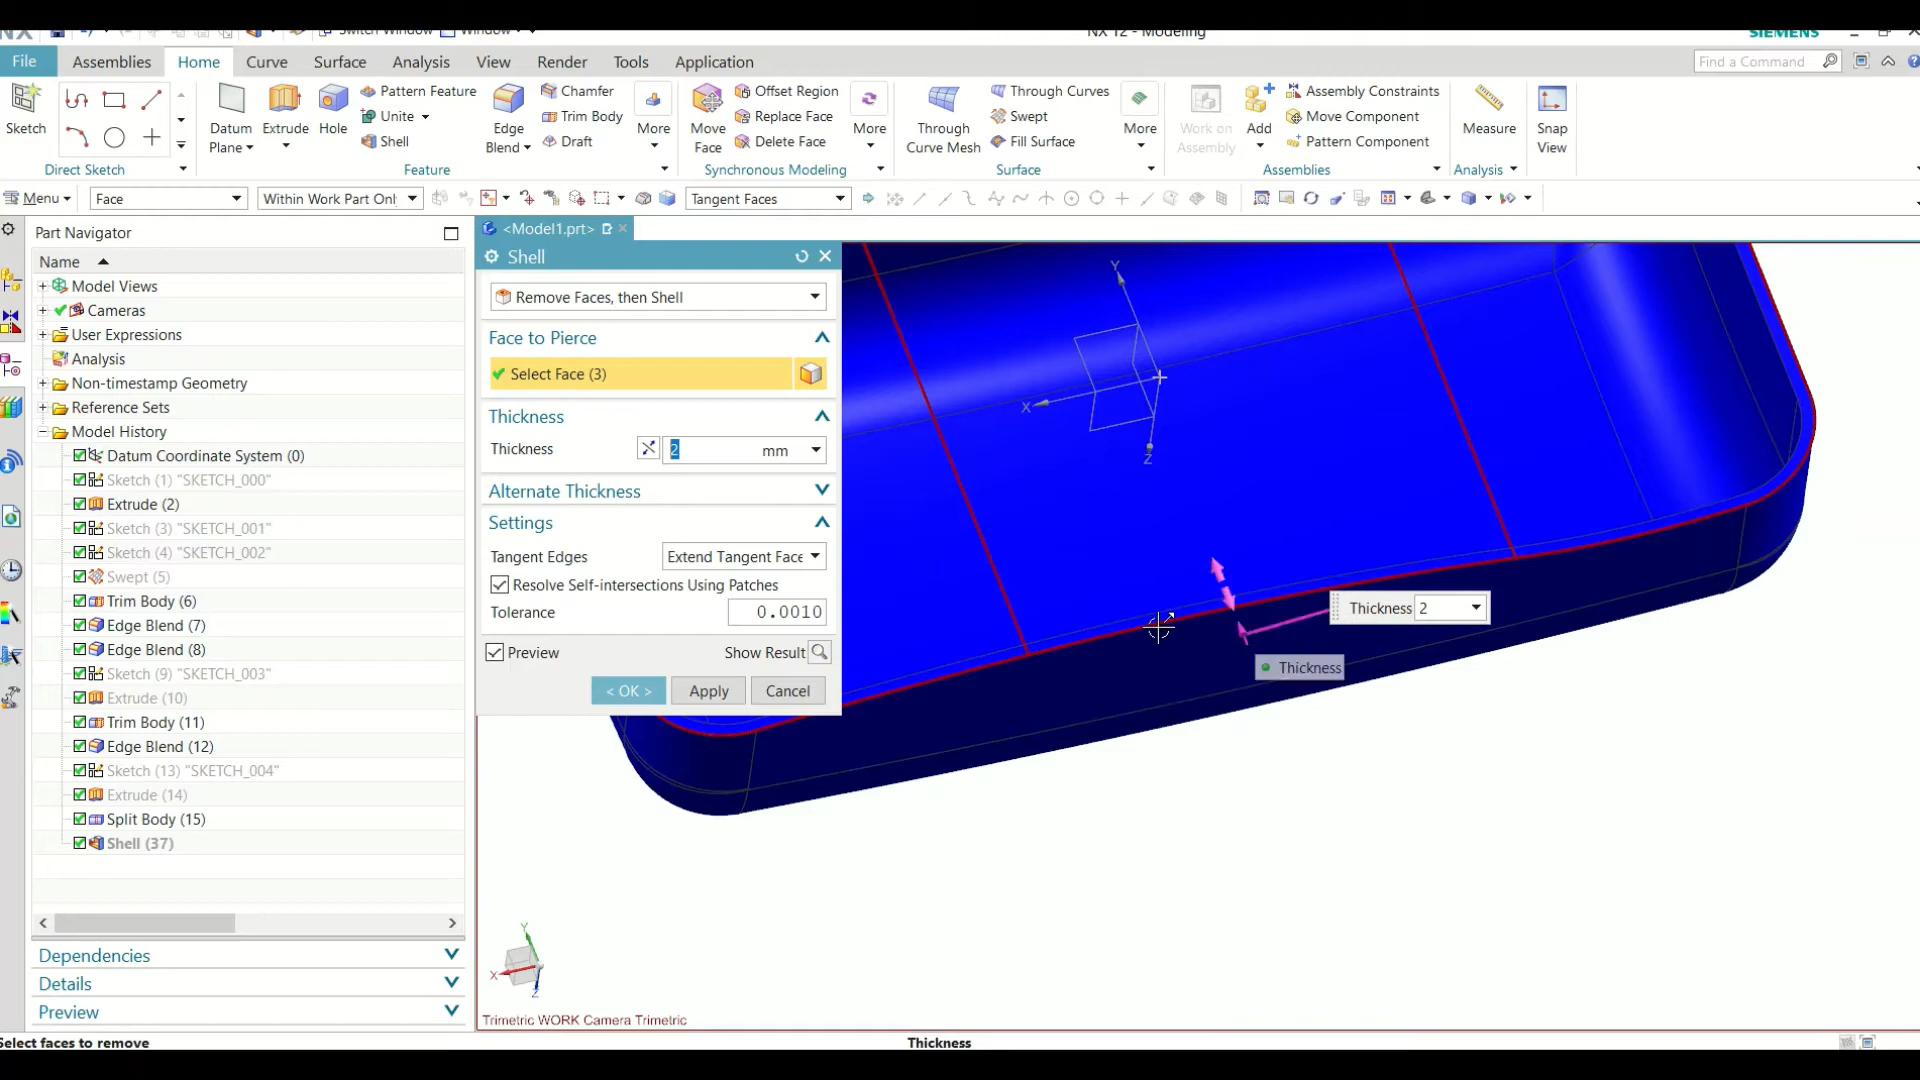 NX
Switch Window
Window
NX 12 - Modeling
SIEMENS
File
Assemblies
Home
Curve
Surface
Analysis
View
Render
Tools
Application
Find a Command
Sketch
Datum
Plane
Extrude
Hole
Pattern Feature
Unite
Shell
Edge
Blend
Chamfer
Trim Body
Draft
More
Move
Face
Offset Region
Replace Face
Delete Face
More
Through
Curve Mesh
Through Curves
Swept
Fill Surface
More
Work on
Assembly
Add
Assembly Constraints
Move Component
Pattern Component
Measure
Snap
View
Direct Sketch
Feature
Synchronous Modeling
Surface
Assemblies
Analysis
Menu
Face
Within Work Part Onl
Tangent Faces
Part Navigator
Name
Model Views
Cameras
User Expressions
Analysis
Non-timestamp Geometry
Reference Sets
Model History
Datum Coordinate System (0)
Sketch (1) "SKETCH_000"
Extrude (2)
Sketch (3) "SKETCH_001"
Sketch (4) "SKETCH_002"
Swept (5)
Trim Body (6)
Edge Blend (7)
Edge Blend (8)
Sketch (9) "SKETCH_003"
Extrude (10)
Trim Body (11)
Edge Blend (12)
Sketch (13) "SKETCH_004"
Extrude (14)
Split Body (15)
Shell (37)
Dependencies
Details
Preview
<Model1.prt>
Shell
Remove Faces, then Shell
Face to Pierce
Select Face (3)
Thickness
Thickness 2 mm
Alternate Thickness
Settings
Tangent Edges Extend Tangent Face
Resolve Self-intersections Using Patches
Tolerance 0.0010
Preview Show Result
< OK > Apply Cancel
Y
X
Z
Thickness 2
Thickness
Y
X
Z
Trimetric WORK Camera Trimetric
Select faces to remove
Thickness